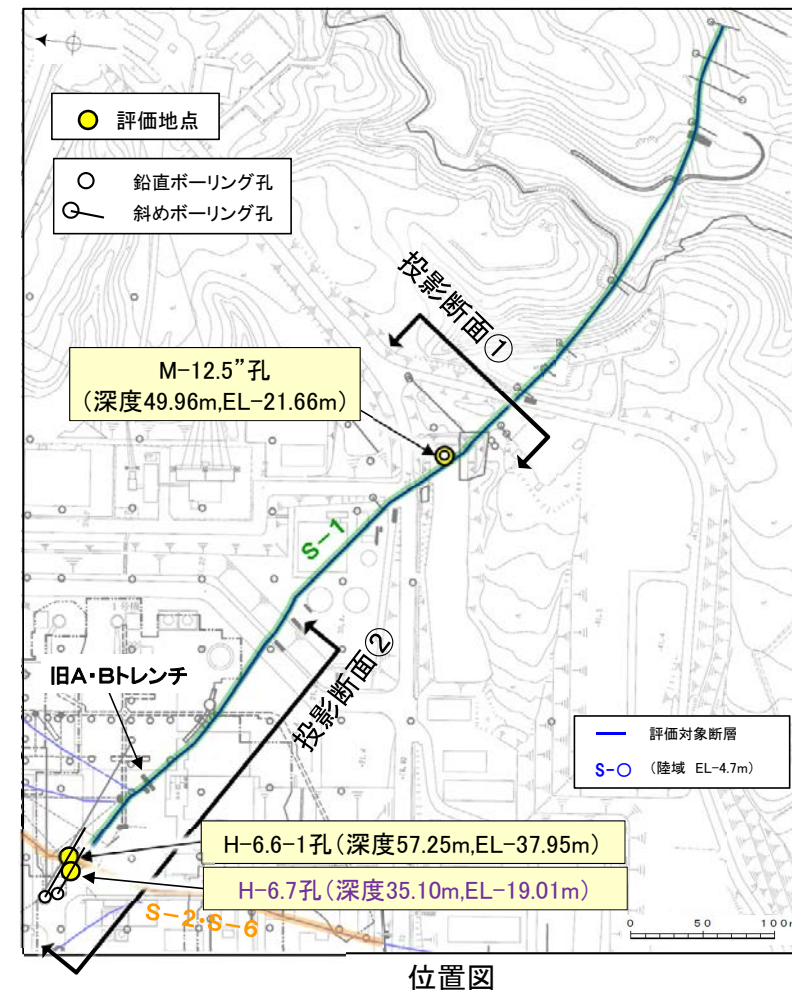 評価地点
鉛直ボーリング孔
斜めボーリング孔
投影断面①
M-12.5”孔
(深度49.96m,EL-21.66m)
S-1
投影断面②
旧A・Bトレンチ
評価対象断層
S-○ (陸域 EL-4.7m)
H-6.6-1孔(深度57.25m,EL-37.95m)
H-6.7孔(深度35.10m,EL-19.01m)
S-2・S-6
0 50 100m
位置図